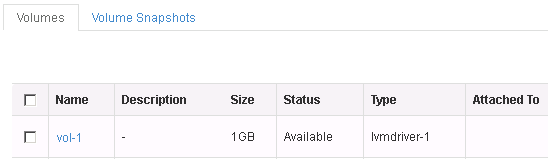 Volumes Volume Snapshots
Name Description Size Status Type Attached To
vol-1 - 1GB Available lvmdriver-1